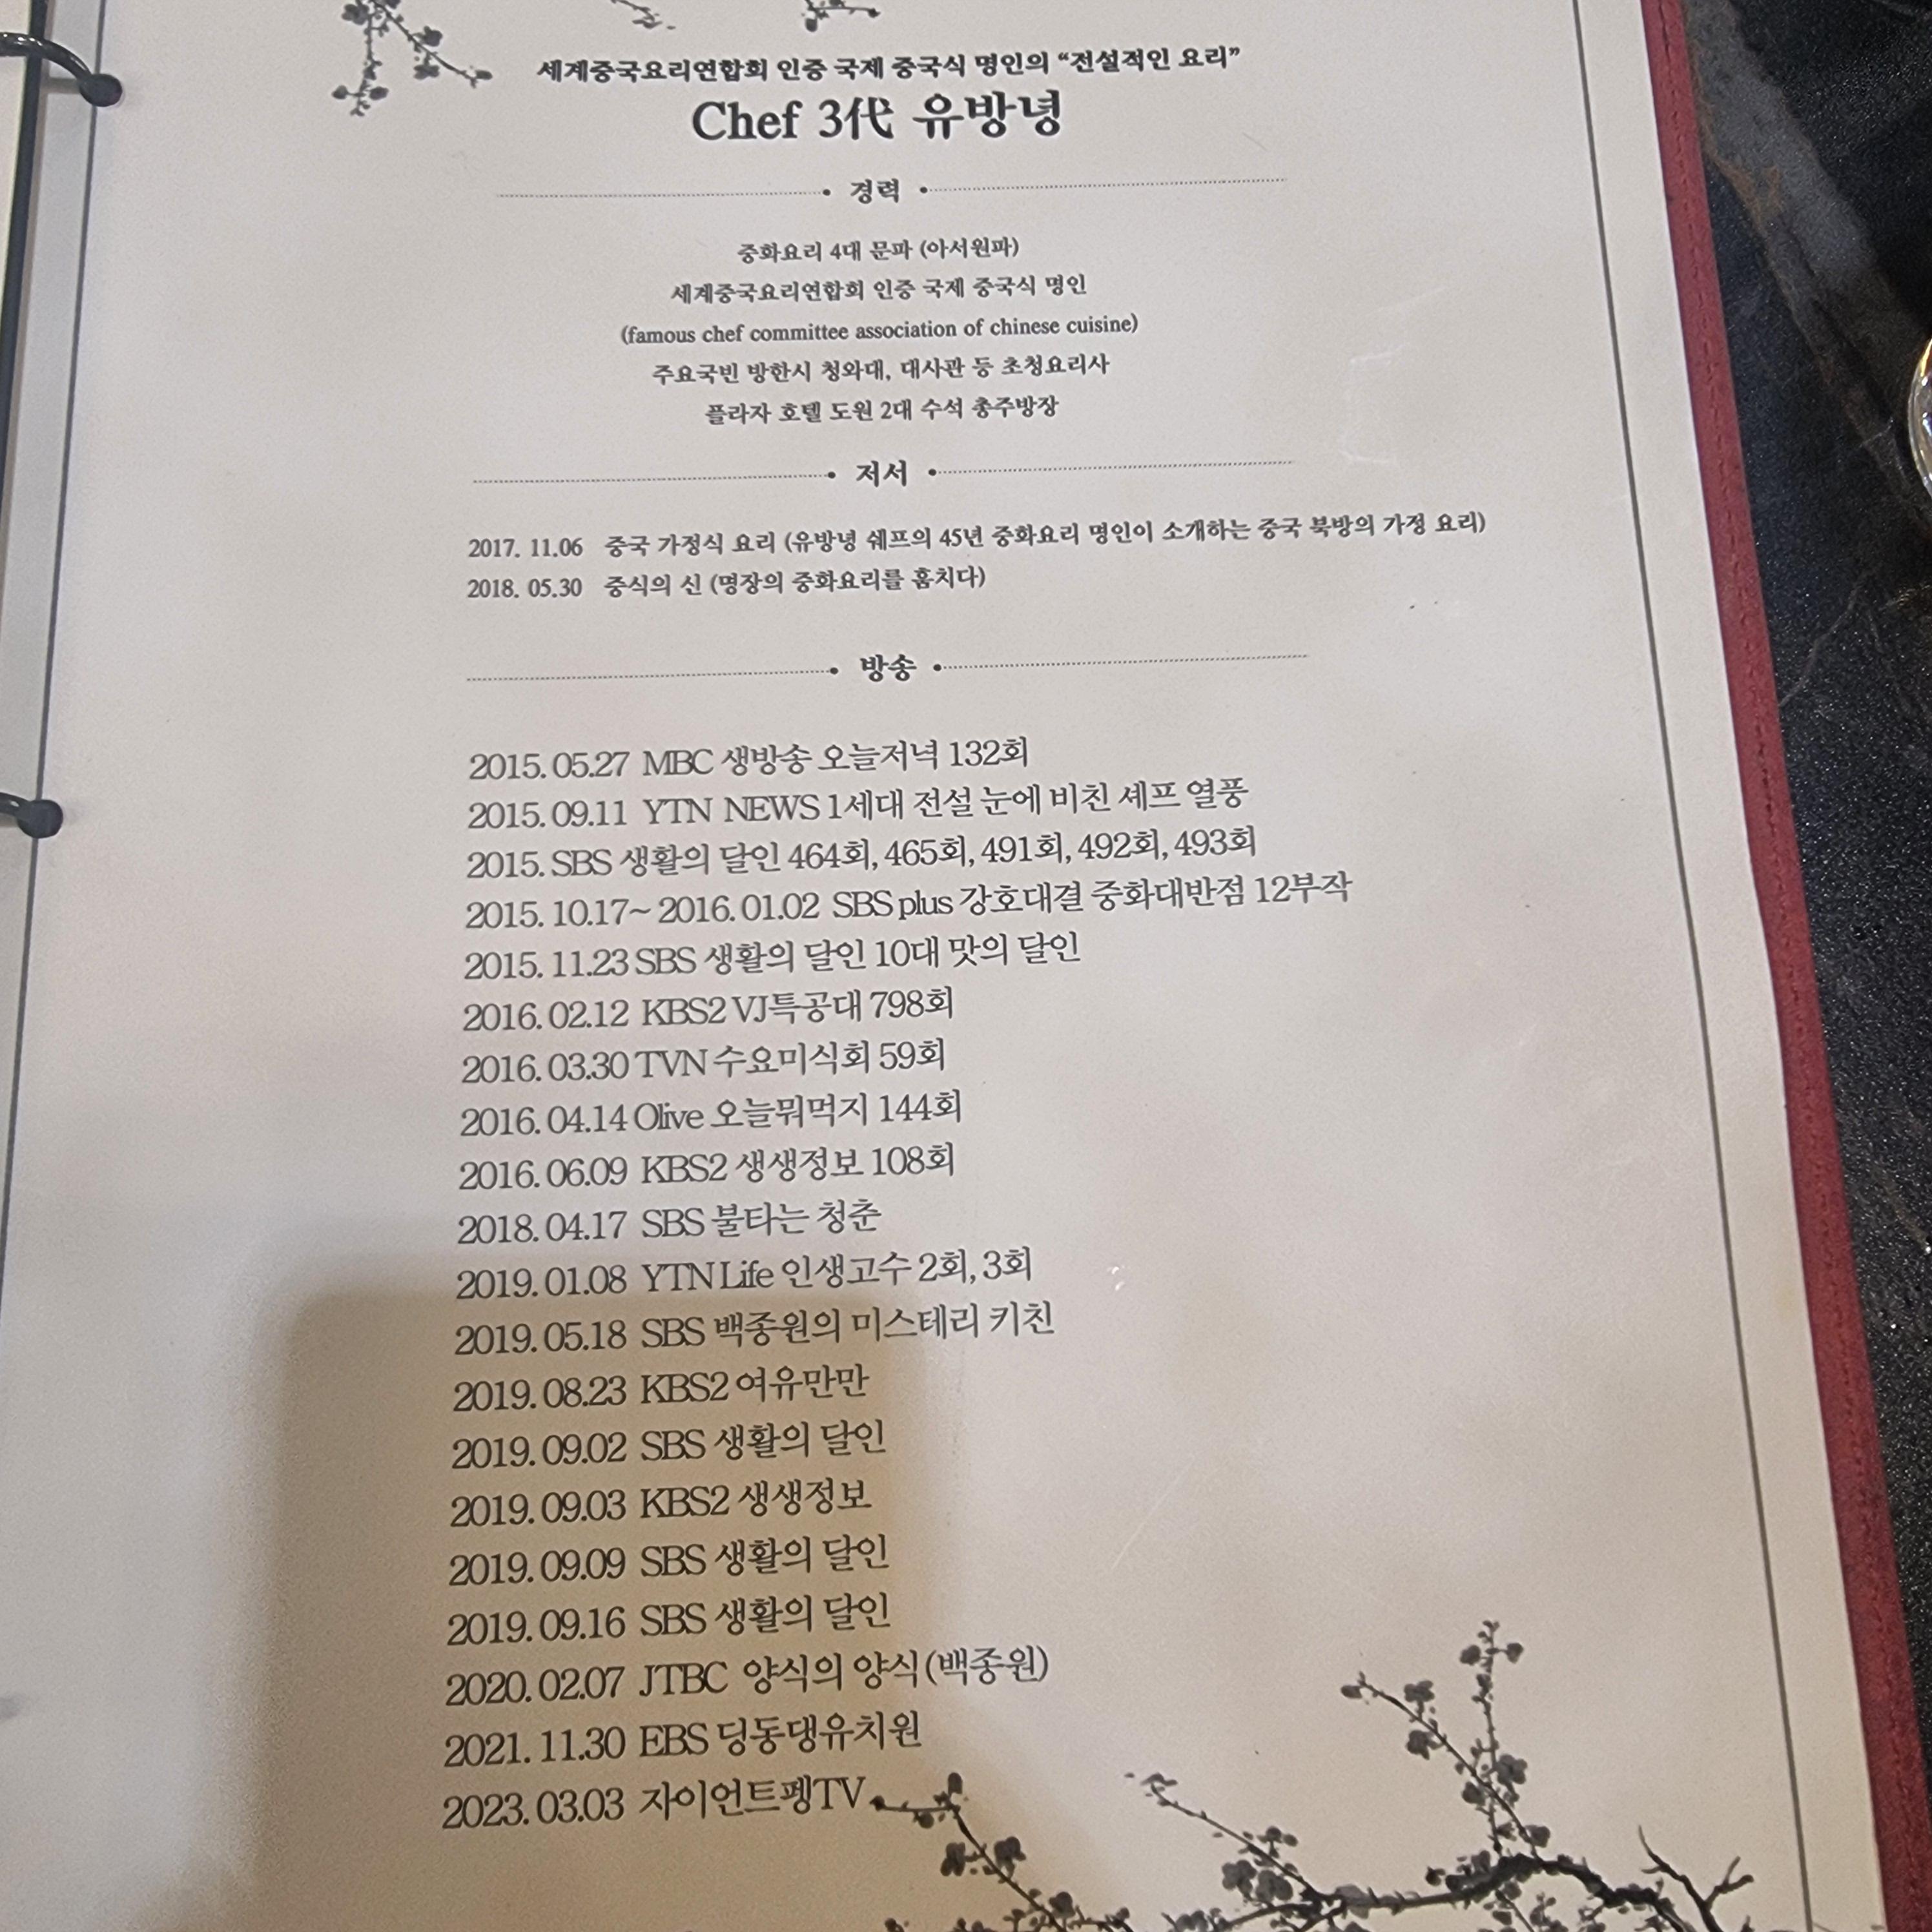 세계중국요리연합회 인증 국제 중국식 명인의 “전설적인 요리”
Chef 3代 유방녕
경력
중화요리 4대 문파 (아서원파)
세계중국요리연합회 인증 국제 중국식 명인
(famous chef committee association of chinese cuisine)
주요국빈 방한시 청와대, 대사관 등 초청요리사
플라자 호텔 도원 2대 수석 총주방장
저서
2017. 11.06 중국 가정식 요리 (유방녕 쉐프의 45년 중화요리 명인이 소개하는 중국 북방의 가정 요리)
2018. 05.30 중식의 신 (명장의 중화요리를 훔치다)
방송
2015. 05.27 MBC 생방송 오늘저녁 132회
2015. 09.11 YTN NEWS 1세대 전설 눈에 비친 셰프 열풍
2015. SBS 생활의 달인 464회, 465회, 491회, 492회, 493회
2015. 10.17~ 2016. 01.02 SBS plus 강호대결 중화대반점 12부작
2015. 11.23 SBS 생활의 달인 10대 맛의 달인
2016. 02.12 KBS2 VJ특공대 798회
2016. 03.30 TVN 수요미식회 59회
2016. 04.14 Olive 오늘뭐먹지 144회
2016. 06.09 KBS2 생생정보 108회
2018. 04.17 SBS 불타는 청춘
2019. 01.08 YTN Life 인생고수 2회, 3회
2019. 05.18 SBS 백종원의 미스테리 키친
2019. 08.23 KBS2 여유만만
2019. 09.02 SBS 생활의 달인
2019. 09.03 KBS2 생생정보
2019. 09.09 SBS 생활의 달인
2019. 09.16 SBS 생활의 달인
2020. 02.07 JTBC 양식의 양식 (백종원)
2021. 11.30 EBS 딩동댕유치원
2023. 03.03 자이언트펭TV